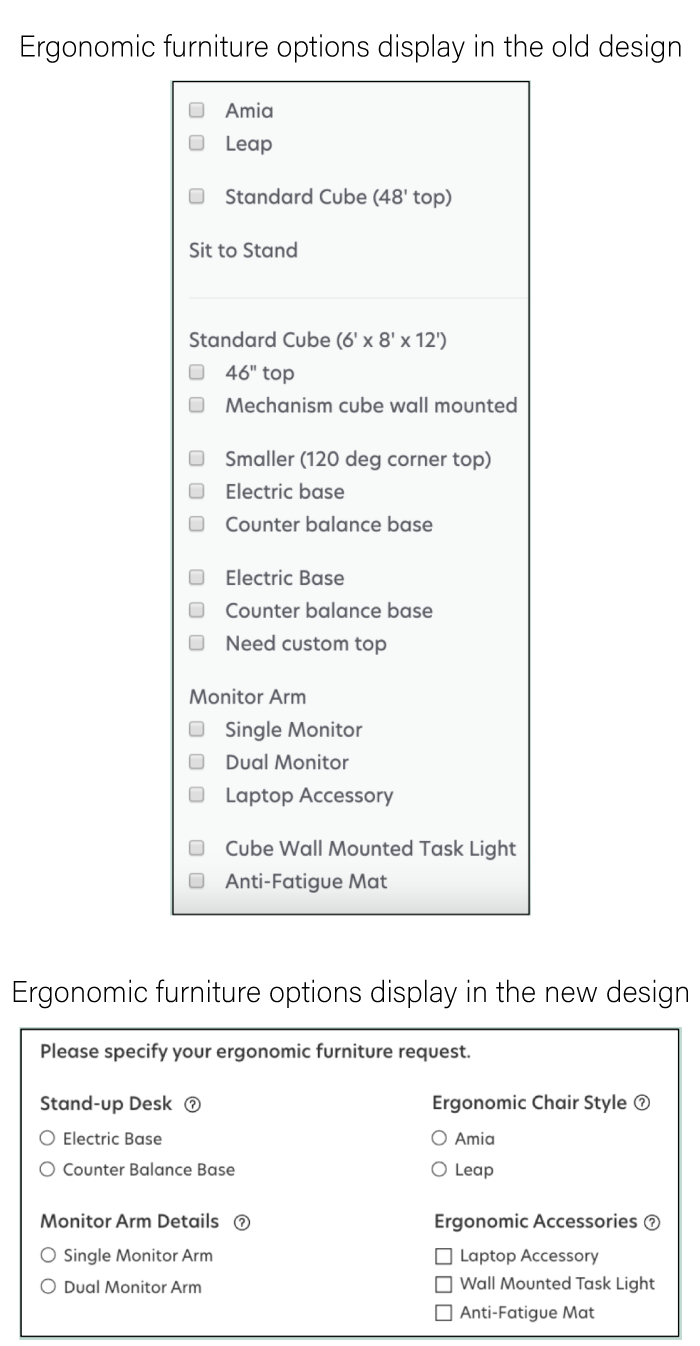 Ergonomic furniture options display in the old design
Amia
Leap
Standard Cube (48' top)
Sit to Stand
Standard Cube (6' x 8' x 12')
46" top
Mechanism cube wall mounted
Smaller (120 deg corner top)
Electric base
Counter balance base
Electric Base
Counter balance base
Need custom top
Monitor Arm
Single Monitor
Dual Monitor
Laptop Accessory
Cube Wall Mounted Task Light
Anti-Fatigue Mat
Ergonomic furniture options display in the new design
Please specify your ergonomic furniture request.
Stand-up Desk ?
Electric Base
Counter Balance Base
Ergonomic Chair Style ?
Amia
Leap
Monitor Arm Details ?
Single Monitor Arm
Dual Monitor Arm
Ergonomic Accessories ?
Laptop Accessory
Wall Mounted Task Light
Anti-Fatigue Mat